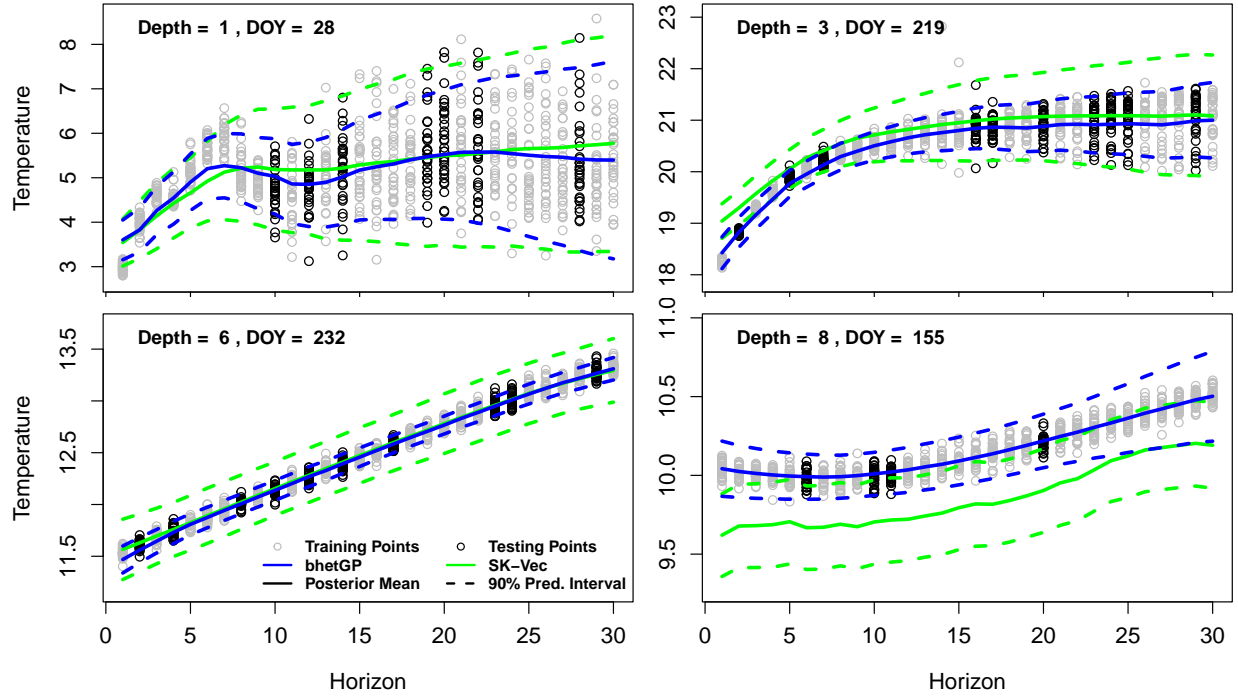 Depth = 1 , DOY = 28
Depth = 3 , DOY = 219
Temperature
3 4 5 6 7 8
18 19 20 21 22 23
Depth = 6 , DOY = 232
Depth = 8 , DOY = 155
Temperature
11.5 12.5 13.5
9.5 10.0 10.5 11.0
Training Points
Testing Points
bhetGP
SK−Vec
Posterior Mean
90% Pred. Interval
0 5 10 15 20 25 30
0 5 10 15 20 25 30
Horizon
Horizon